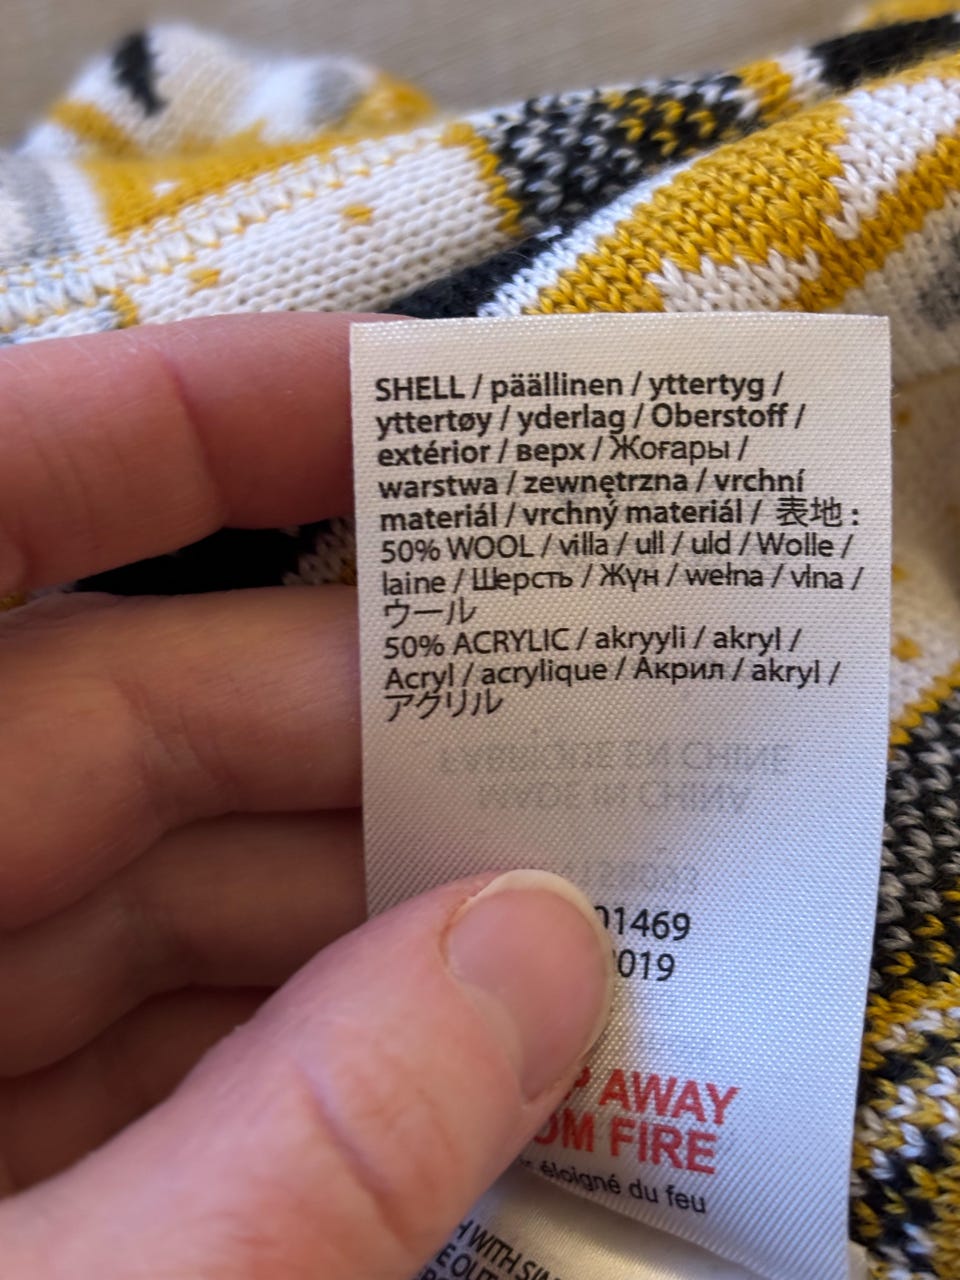 SHELL / päällinen / yttertyg /
yttertøy / yderlag / Oberstoff /
extérior / верх / Жоғары /
warstwa / zewnętrzna / vrchní
materiál / vrchný materiál / 表地 :
50% WOOL / villa / ull / uld / Wolle /
laine / Шерсть / Жүн / wełna / vlna /
ウール
50% ACRYLIC / akryyli / akryl /
Acryl / acrylique / Акрил / akryl /
アクリル
01469
019
AWAY
FIRE
éloigné du feu
WITH